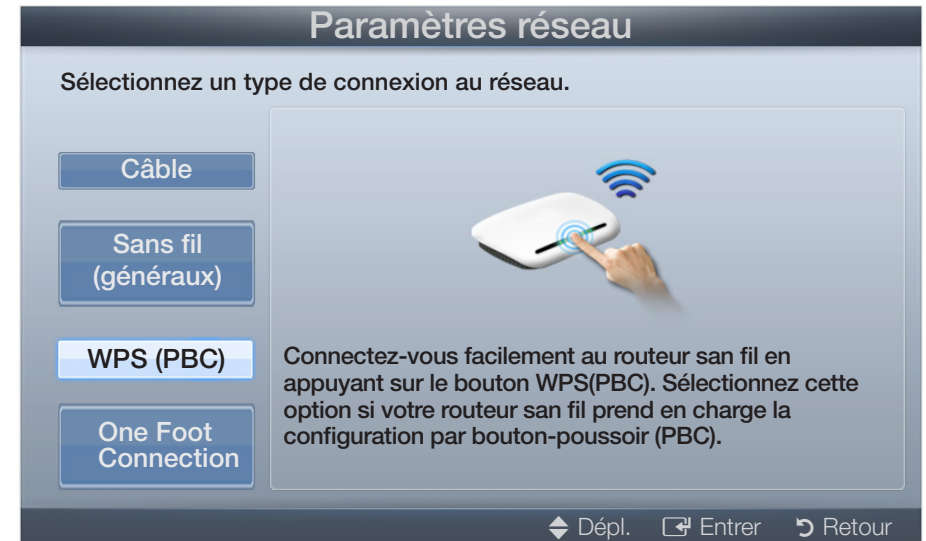 Paramètres réseau
Sélectionnez un type de connexion au réseau.
Câble
Sans fil
(généraux)
WPS (PBC)
One Foot
Connection
Connectez-vous facilement au routeur san fil en
appuyant sur le bouton WPS(PBC). Sélectionnez cette
option si votre routeur san fil prend en charge la
configuration par bouton-poussoir (PBC).
Dépl. Entrer Retour